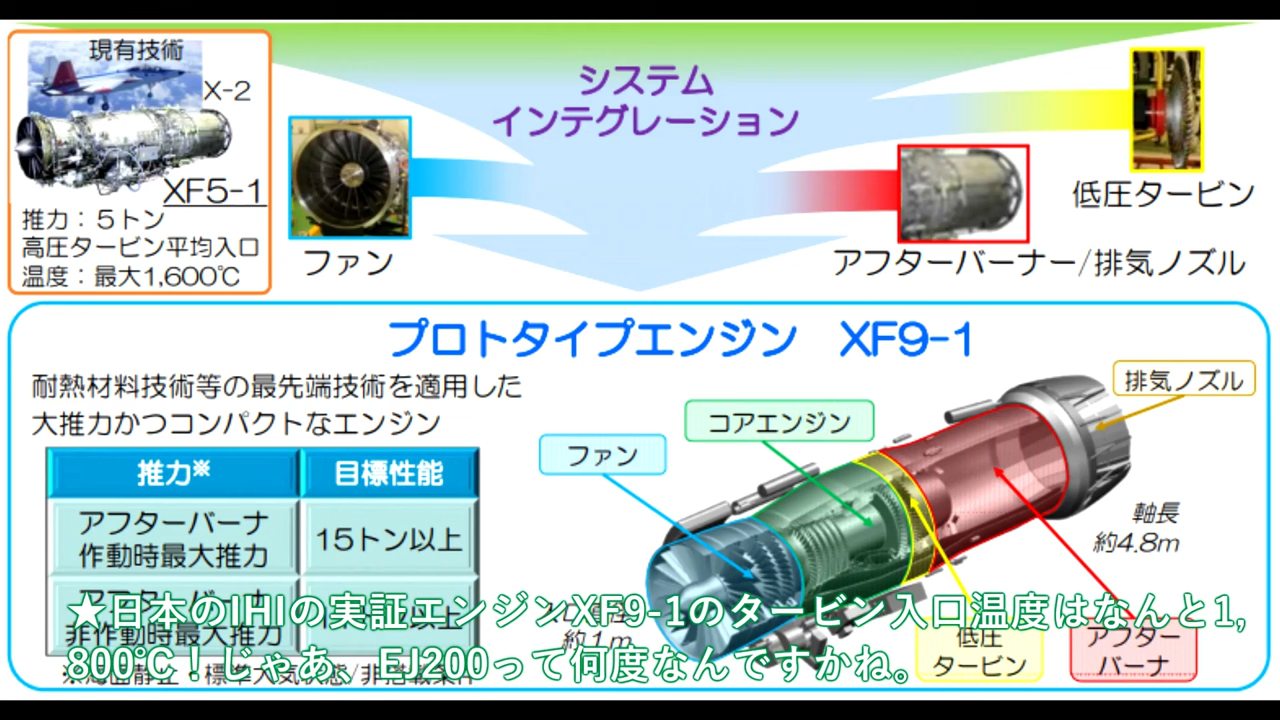 現有技術
X-2
XF5-1
推力：5トン
高圧タービン平均入口
温度：最大1,600℃
ファン
システム
インテグレーション
低圧タービン
アフターバーナー/排気ノズル
プロトタイプエンジン XF9-1
耐熱材料技術等の最先端技術を適用した
大推力かつコンパクトなエンジン
推力※
目標性能
アフターバーナ
作動時最大推力
15トン以上
非作動時最大推力
ファン
コアエンジン
排気ノズル
軸長
約4.8m
約1m
低圧
タービン
アフター
バーナ
★日本のIHIの実証エンジンXF9-1のタービン入口温度はなんと1,
800℃！じゃあ、EJ200って何度なんですかね。